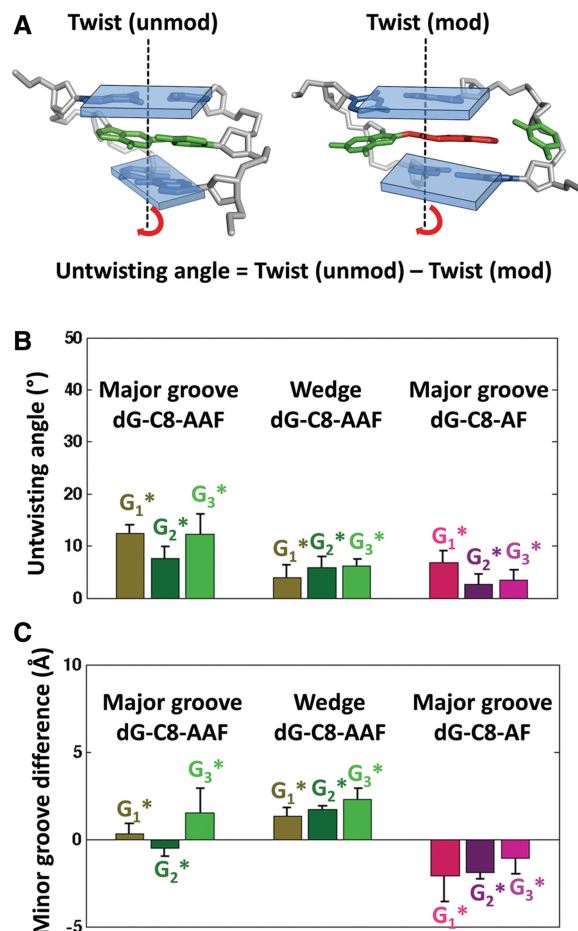 A
Twist (unmod)
Twist (mod)
Untwisting angle = Twist (unmod) – Twist (mod)
B
Untwisting angle (°)
50
40
30
20
10
0
Major groove
dG-C8-AAF
Wedge
dG-C8-AAF
Major groove
dG-C8-AF
G₁*
G₂*
G₃*
G₁*
G₂*
G₃*
G₁*
G₂*
G₃*
C
Minor groove difference (Å)
10
5
0
-5
Major groove
dG-C8-AAF
Wedge
dG-C8-AAF
Major groove
dG-C8-AF
G₁*
G₂*
G₃*
G₁*
G₂*
G₃*
G₁*
G₂*
G₃*